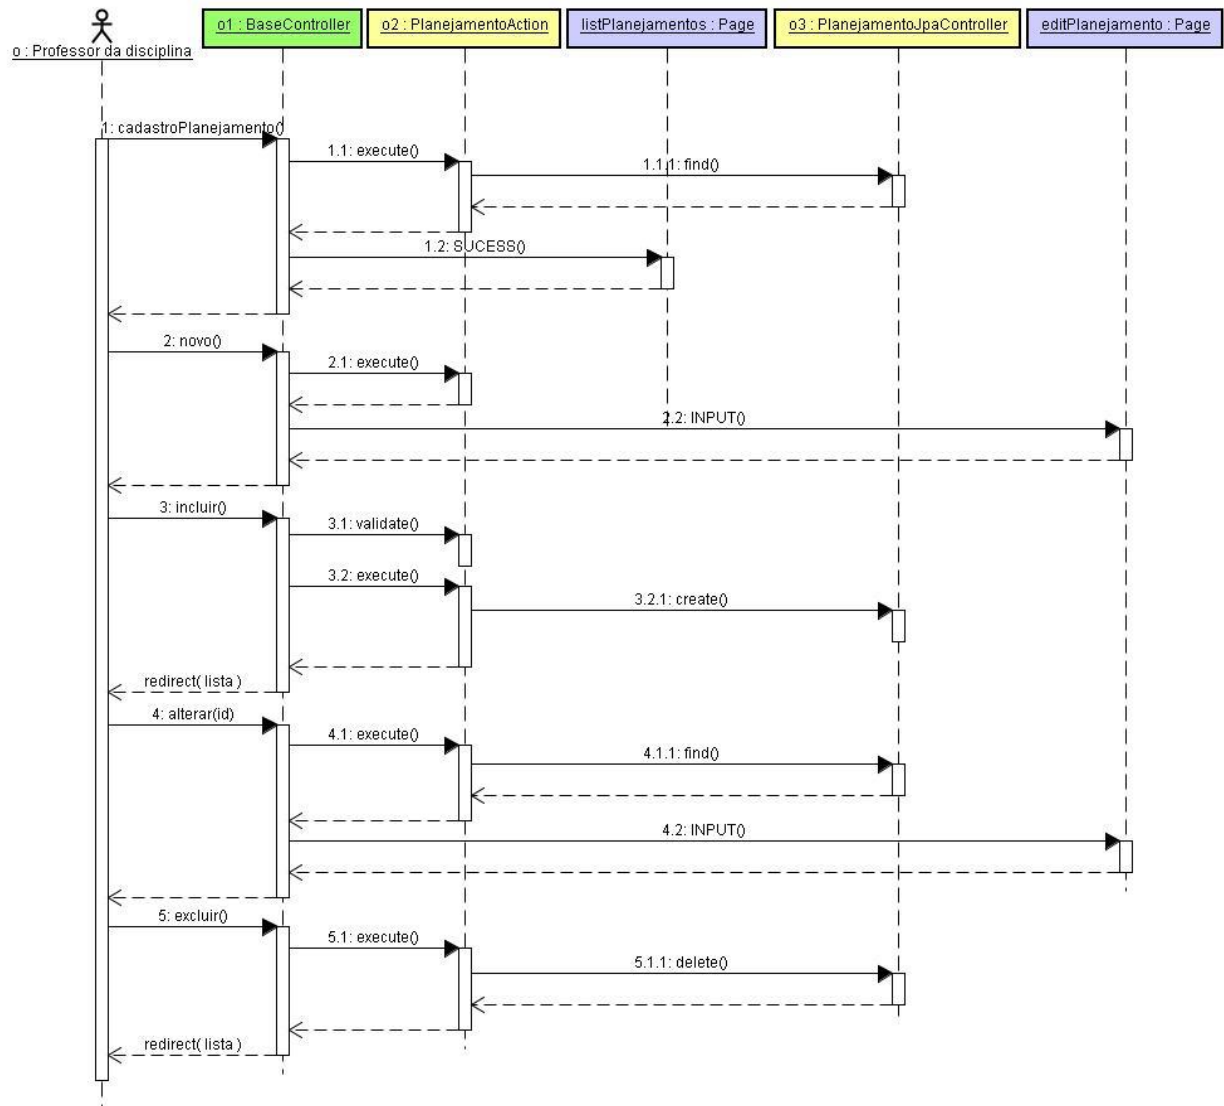 o : Professor da disciplina
o1 : BaseController
o2 : PlanejamentoAction
listPlanejamentos : Page
o3 : PlanejamentoJpaController
editPlanejamento : Page
1: cadastroPlanejamento()
1.1: execute()
1.1.1: find()
1.2: SUCESS()
2: novo()
2.1: execute()
2.2: INPUT()
3: incluir()
3.1: validate()
3.2: execute()
3.2.1: create()
redirect( lista )
4: alterar(id)
4.1: execute()
4.1.1: find()
4.2: INPUT()
5: excluir()
5.1: execute()
5.1.1: delete()
redirect( lista )